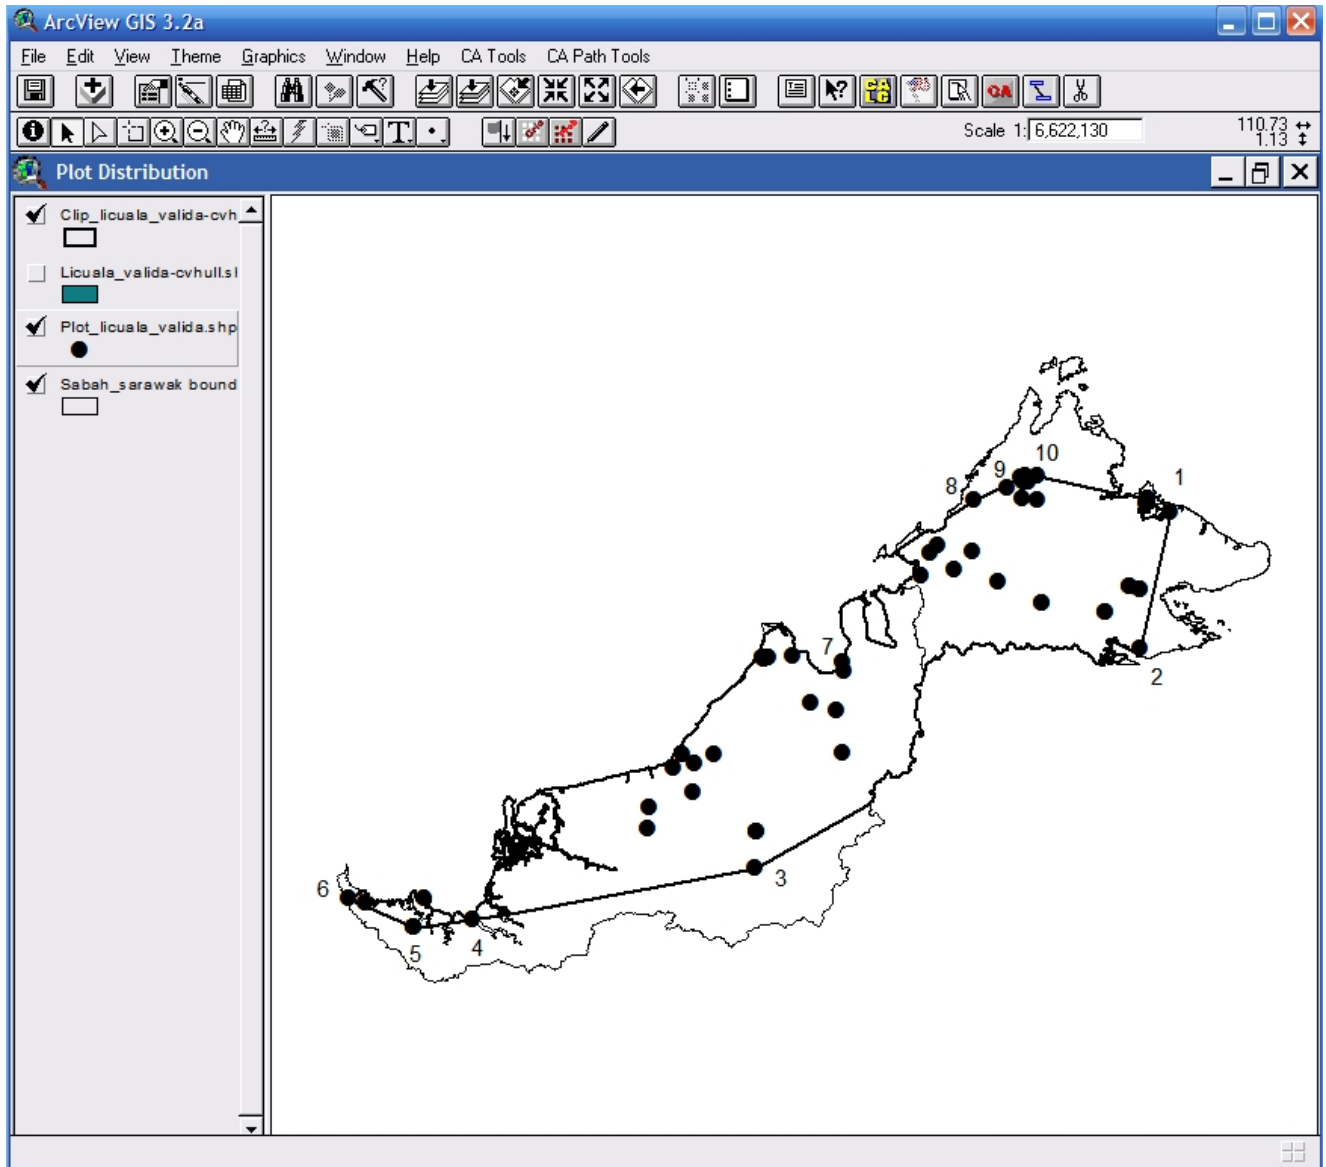 ArcView GIS 3.2a
File Edit View Theme Graphics Window Help CA Tools CA Path Tools
Scale 1: 6,622,130
110.73
1.13
Plot Distribution
Clip_licuala_valida-cvh
Licuala_valida-cvhull.sl
Plot_licuala_valida.shp
Sabah_sarawak bound
10
9
1
8
7
2
3
6
5
4